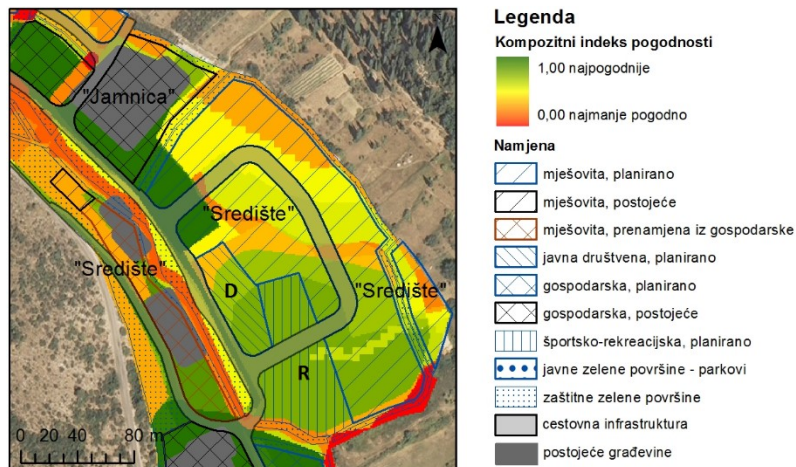 "Jamnica"
"Središte"
"Središte"
D
"Središte"
R
0 20 40 80 m
Legenda
Kompozitni indeks pogodnosti
1,00 najpogodnije
0,00 najmanje pogodno
Namjena
mješovita, planirano
mješovita, postojeće
mješovita, prenamjena iz gospodarske
javna društvena, planirano
gospodarska, planirano
gospodarska, postojeće
športsko-rekreacijska, planirano
javne zelene površine - parkovi
zaštitne zelene površine
cestovna infrastruktura
postojeće građevine